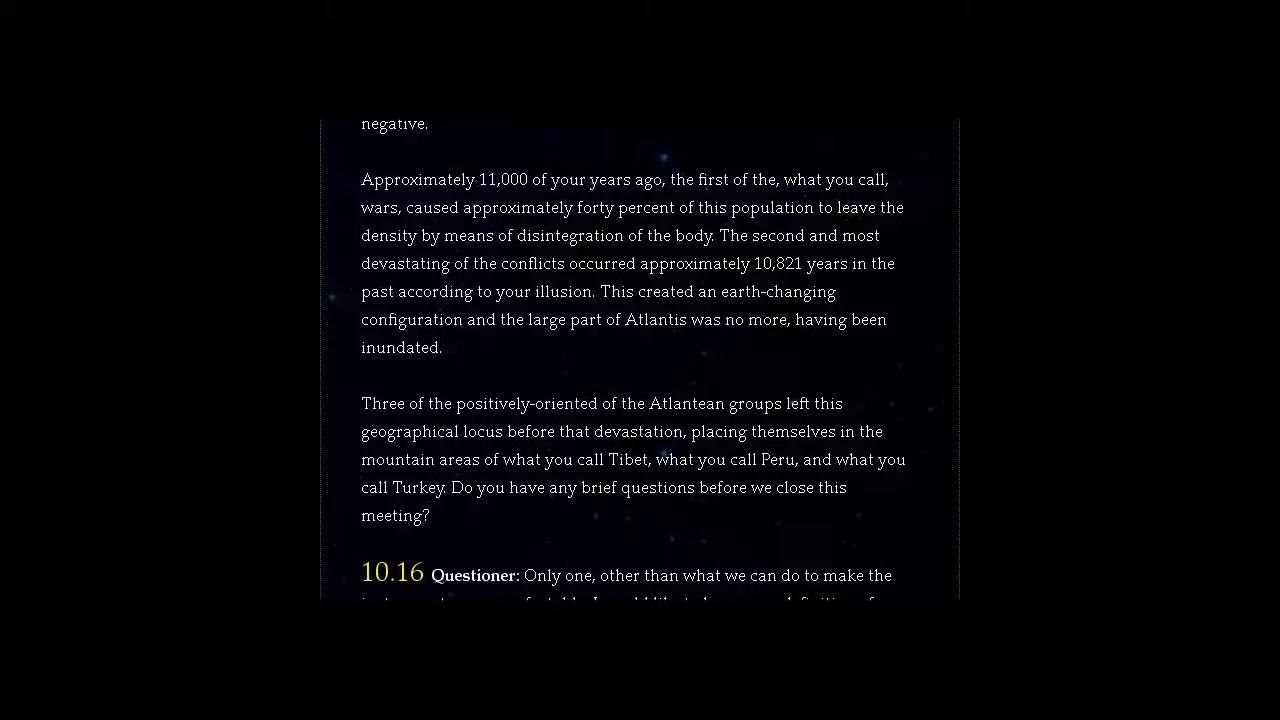 negative.
Approximately 11,000 of your years ago, the first of the, what you call,
wars, caused approximately forty percent of this population to leave the
density by means of disintegration of the body. The second and most
devastating of the conflicts occurred approximately 10,821 years in the
past according to your illusion. This created an earth-changing
configuration and the large part of Atlantis was no more, having been
inundated.
Three of the positively-oriented of the Atlantean groups left this
geographical locus before that devastation, placing themselves in the
mountain areas of what you call Tibet, what you call Peru, and what you
call Turkey. Do you have any brief questions before we close this
meeting?
10.16 Questioner: Only one, other than what we can do to make the